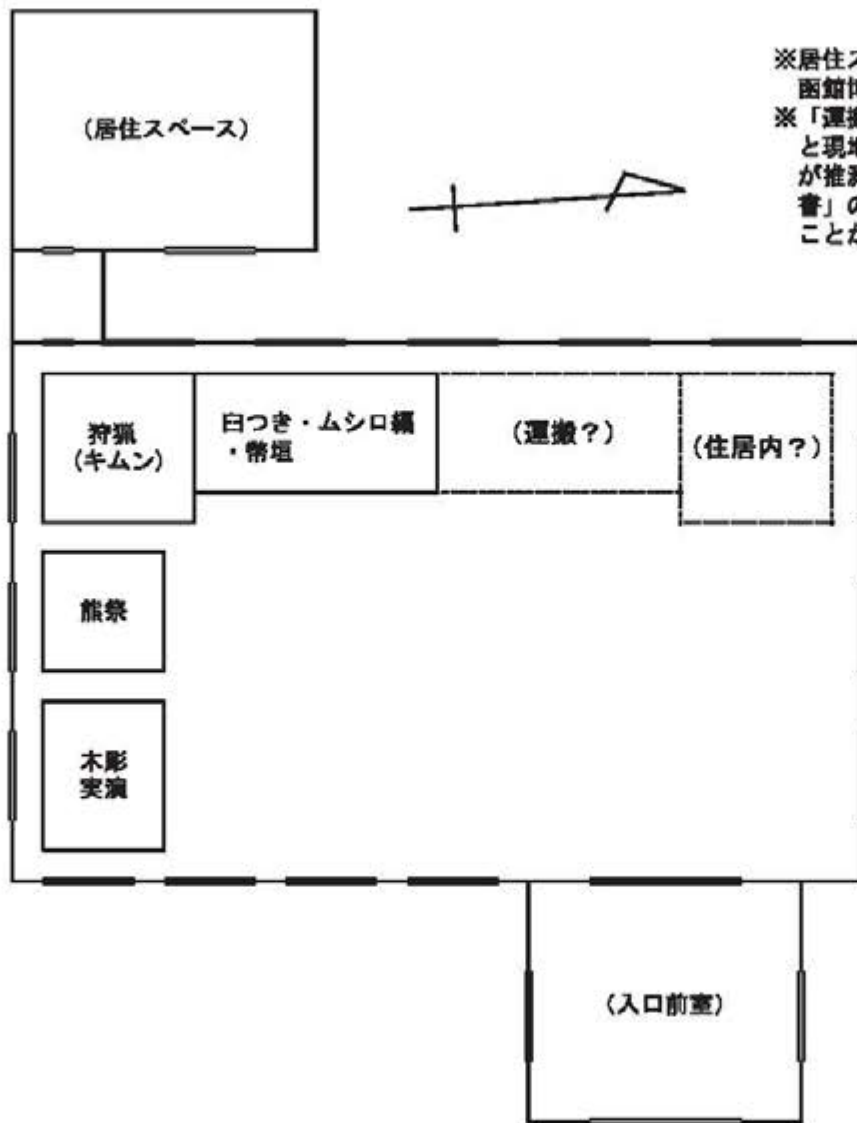 （居住スペース）
※居住ス
函館博
※「運搬
と現地
が推測
書」の
ことが
狩猟
（キムン）
臼つき・ムシロ編
・幣垣
（運搬？）
（住居内？）
熊祭
木彫
実演
（入口前室）